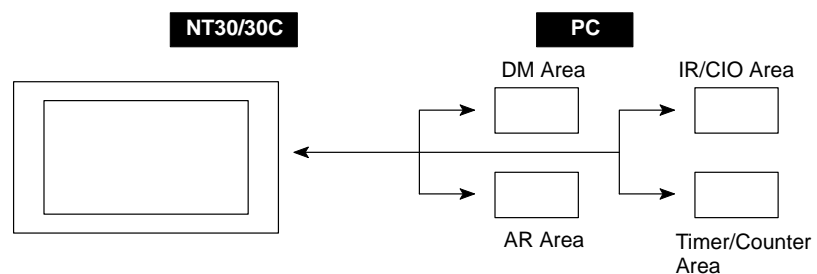 NT30/30C
PC
DM Area
IR/CIO Area
AR Area
Timer/Counter
Area